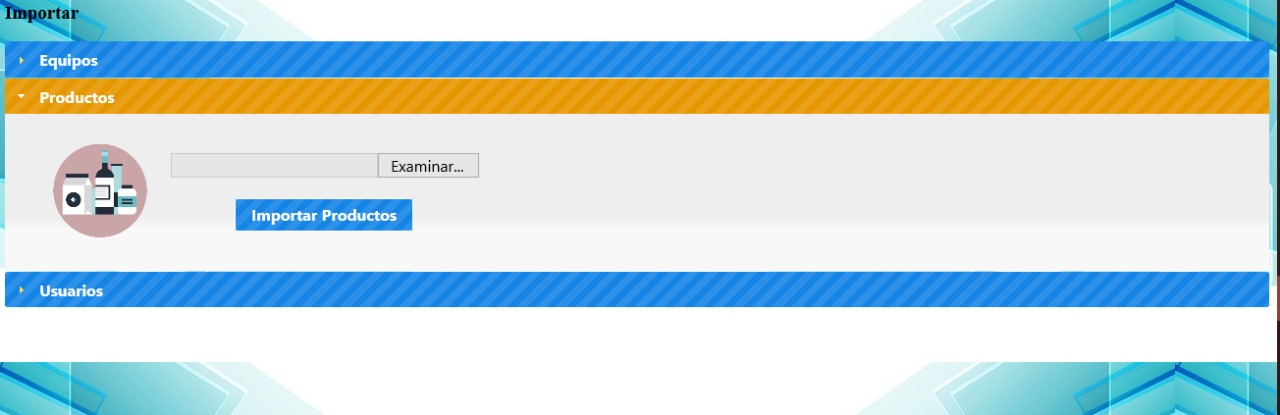 Importar
Equipos
Productos
Examinar...
Importar Productos
Usuarios